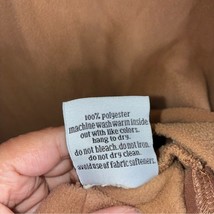 100% polyester
machine wash warm inside
out with like colors.
hang to dry.
do not bleach. do not iron.
do not dry clean.
avoid use of fabric softeners.